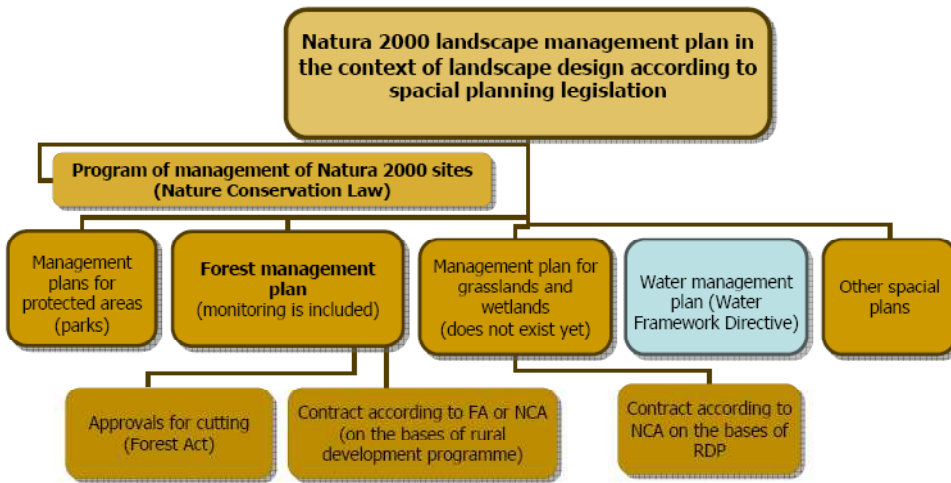 Natura 2000 landscape management plan in
the context of landscape design according to
spacial planning legislation
Program of management of Natura 2000 sites
(Nature Conservation Law)
Management
plans for
protected areas
(parks)
Forest management
plan
(monitoring is included)
Management plan for
grasslands and
wetlands
(does not exist yet)
Water management
plan (Water
Framework Directive)
Other spacial
plans
Approvals for cutting
(Forest Act)
Contract according to FA or NCA
(on the bases of rural
development programme)
Contract according to
NCA on the bases of
RDP